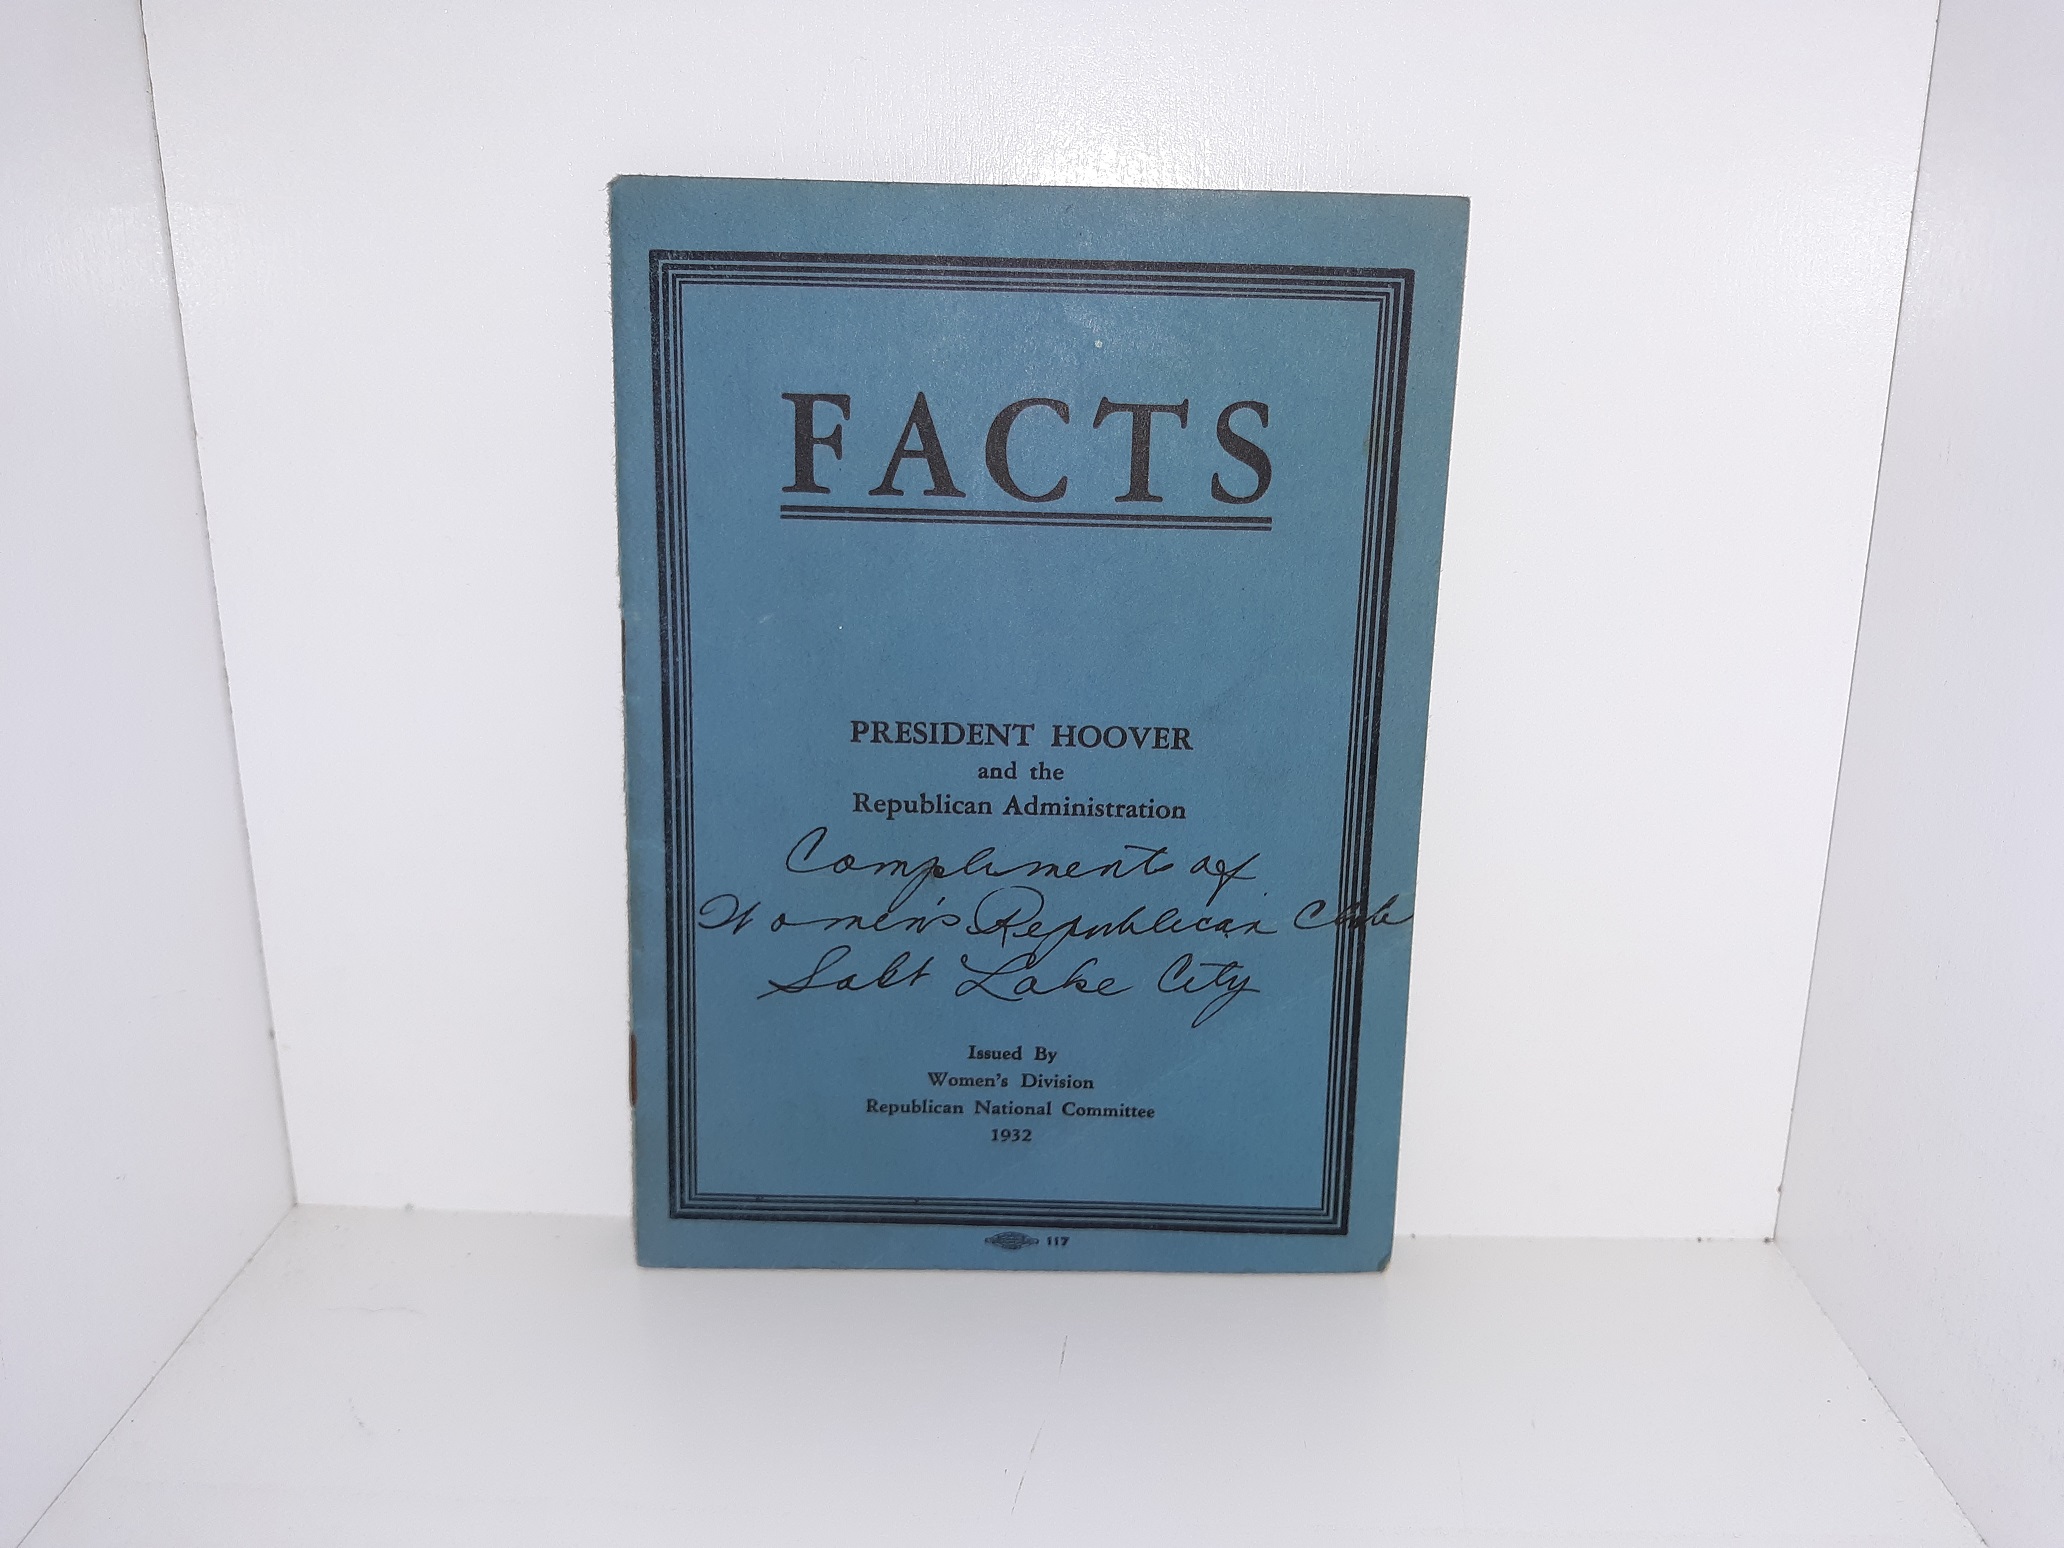 FACTS
PRESIDENT HOOVER
and the
Republican Administration
Compliments of
Women's Republican Club
Salt Lake City
Issued By
Women's Division
Republican National Committee
1932
117